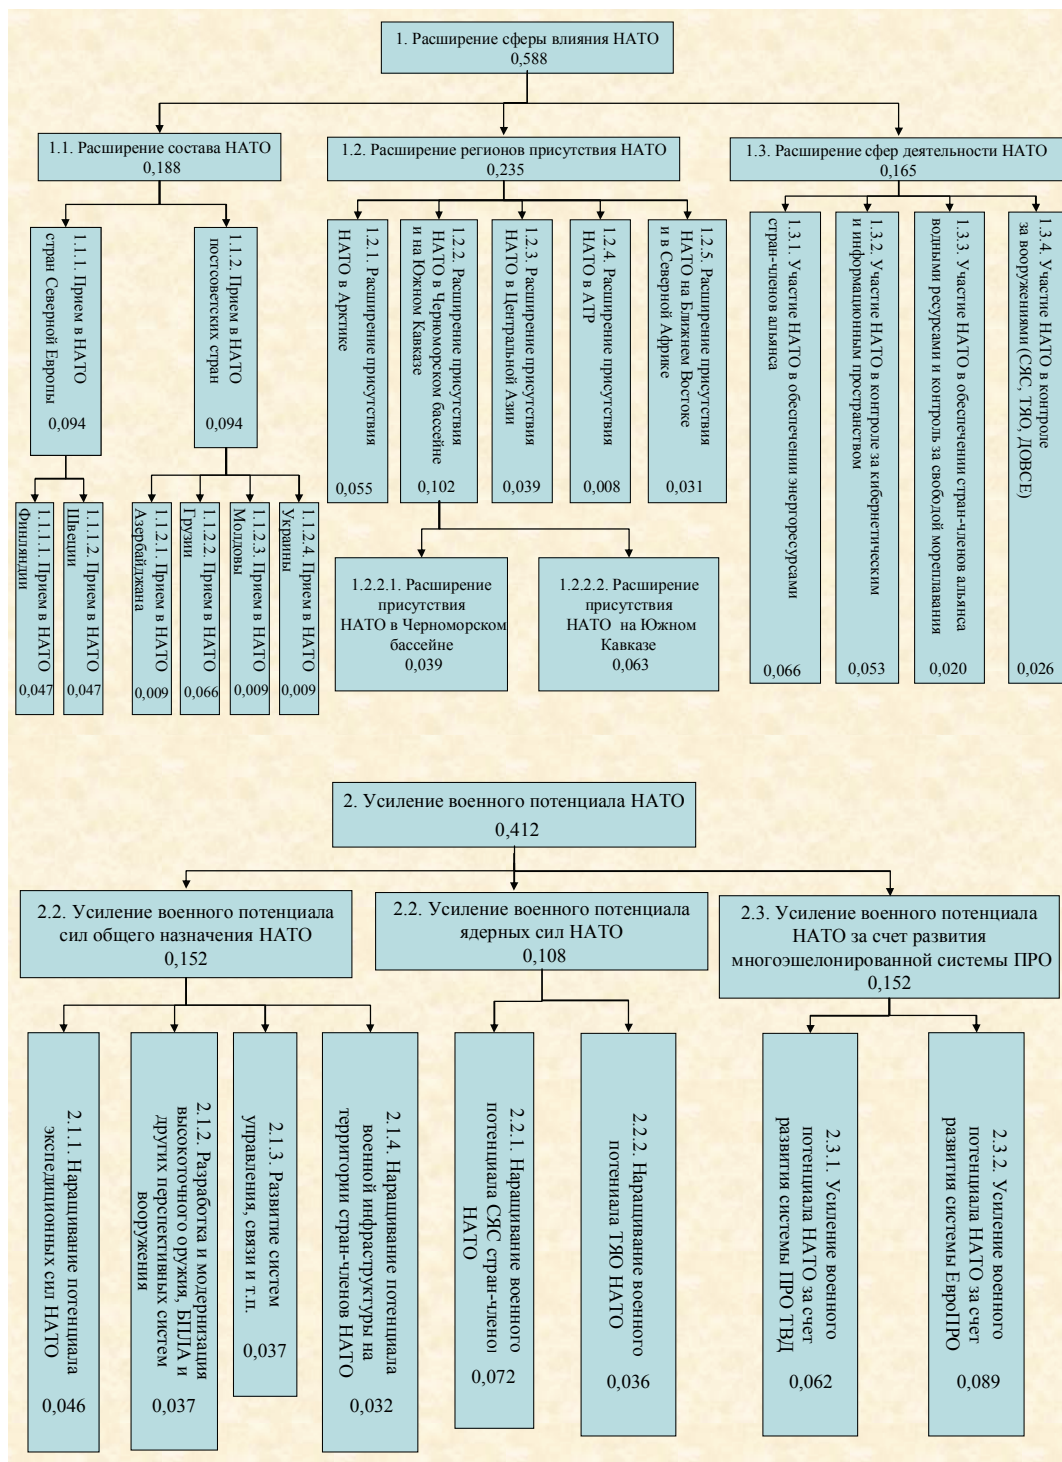 1. Расширение сферы влияния НАТО
0,588
1.1. Расширение состава НАТО
0,188
1.2. Расширение регионов присутствия НАТО
0,235
1.3. Расширение сфер деятельности НАТО
0,165
1.1.1. Прием в НАТО
стран Северной Европы
0,094
1.1.2. Прием в НАТО
постсоветских стран
0,094
1.2.1. Расширение присутствия
НАТО в Арктике
0,055
1.2.2. Расширение присутствия
НАТО в Черноморском бассейне
и на Южном Кавказе
0,102
1.2.3. Расширение присутствия
НАТО в Центральной Азии
0,039
1.2.4. Расширение присутствия
НАТО в АТР
0,008
1.2.5. Расширение присутствия
НАТО на Ближнем Востоке
и в Северной Африке
0,031
1.3.1. Участие НАТО в обеспечении энергоресурсами
стран-членов альянса
0,066
1.3.2. Участие НАТО в контроле за кибернетическим
и информационным пространством
0,053
1.3.3. Участие НАТО в обеспечении стран-членов альянса
водными ресурсами и контроль за свободой мореплавания
0,020
1.3.4. Участие НАТО в контроле
за вооружениями (СЯС, ТЯО, ДОВСЕ)
0,026
1.1.1.1. Прием в НАТО
Финляндии
0,047
1.1.1.2. Прием в НАТО
Швеции
0,047
1.1.2.1. Прием в НАТО
Азербайджана
0,009
1.1.2.2. Прием в НАТО
Грузии
0,066
1.1.2.3. Прием в НАТО
Молдовы
0,009
1.1.2.4. Прием в НАТО
Украины
0,009
1.2.2.1. Расширение
присутствия
НАТО в Черноморском
бассейне
0,039
1.2.2.2. Расширение
присутствия
НАТО на Южном
Кавказе
0,063
2. Усиление военного потенциала НАТО
0,412
2.2. Усиление военного потенциала
сил общего назначения НАТО
0,152
2.2. Усиление военного потенциала
ядерных сил НАТО
0,108
2.3. Усиление военного потенциала
НАТО за счет развития
многоэшелонированной системы ПРО
0,152
2.1.1. Наращивание потенциала
экспедиционных сил НАТО
0,046
2.1.2. Разработка и модернизация
высокоточного оружия, БПЛА и
других перспективных систем
вооружения
0,037
2.1.3. Развитие систем
управления, связи и т.п.
0,037
2.1.4. Наращивание потенциала
военной инфраструктуры на
территории стран-членов НАТО
0,032
2.2.1. Наращивание военного
потенциала СЯС стран-члено
НАТО
0,072
2.2.2. Наращивание военного
потениала ТЯО НАТО
0,036
2.3.1. Усиление военного
потенциала НАТО за счет
развития системы ПРО ТВД
0,062
2.3.2. Усиление военного
потенциала НАТО за счет
развития системы ЕвроПРО
0,089